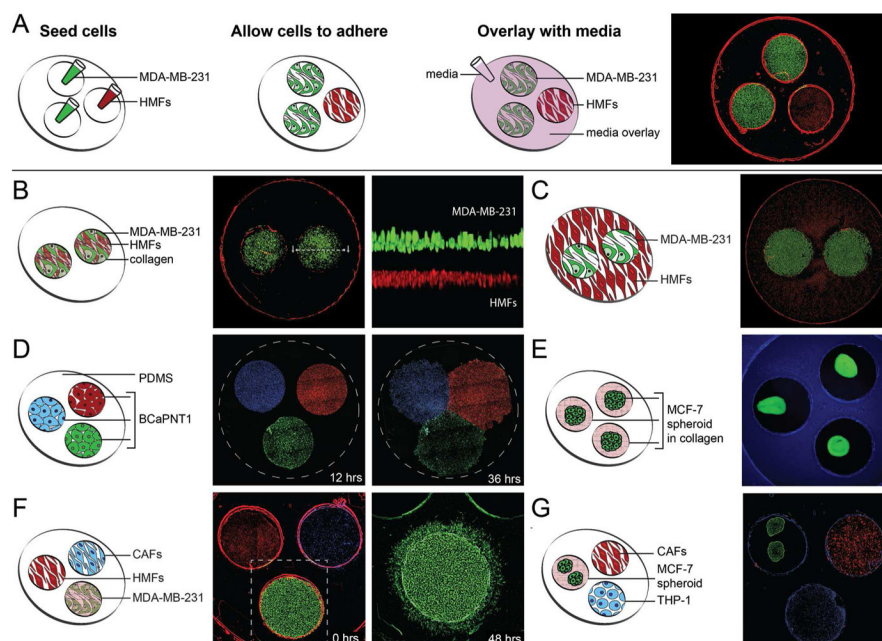 A
Seed cells
Allow cells to adhere
Overlay with media
MDA-MB-231
HMFs
media
MDA-MB-231
HMFs
media overlay
B
MDA-MB-231
HMFs
collagen
MDA-MB-231
HMFs
C
MDA-MB-231
HMFs
D
PDMS
BCaPNT1
12 hrs
36 hrs
E
MCF-7
spheroid
in collagen
F
CAFs
HMFs
MDA-MB-231
0 hrs
48 hrs
G
CAFs
MCF-7
spheroid
THP-1